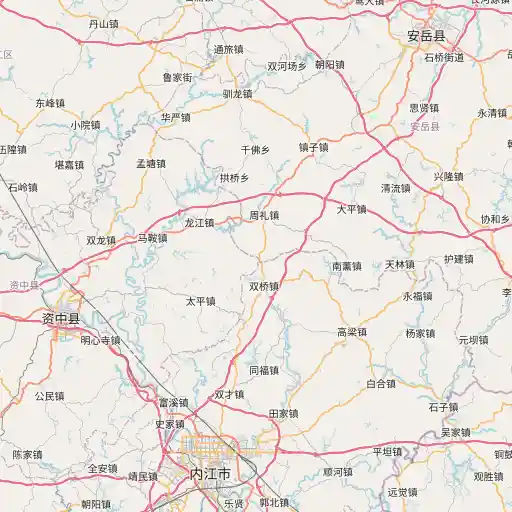 丹山镇
通旅镇
安岳县
石桥街道
双河场乡
朝阳镇
鲁家街
驯龙镇
东峰镇
小院镇
华严镇
思贤镇
永清镇
安岳县
千佛乡
镇子镇
堪嘉镇
孟塘镇
拱桥乡
兴隆镇
石岭镇
清流镇
周礼镇
大平镇
协和乡
龙江镇
双龙镇
马鞍镇
护建镇
南薰镇
天林镇
资中县
双桥镇
太平镇
永福镇
资中县
高梁镇
杨家镇
元坝镇
明心寺镇
同福镇
白合镇
公民镇
双才镇
富溪镇
石子镇
田家镇
史家镇
吴家镇
陈家镇
平坦镇
全安镇
靖民镇
内江市
顺河镇
观胜镇
远觉镇
朝阳镇
乐贤
郭北镇